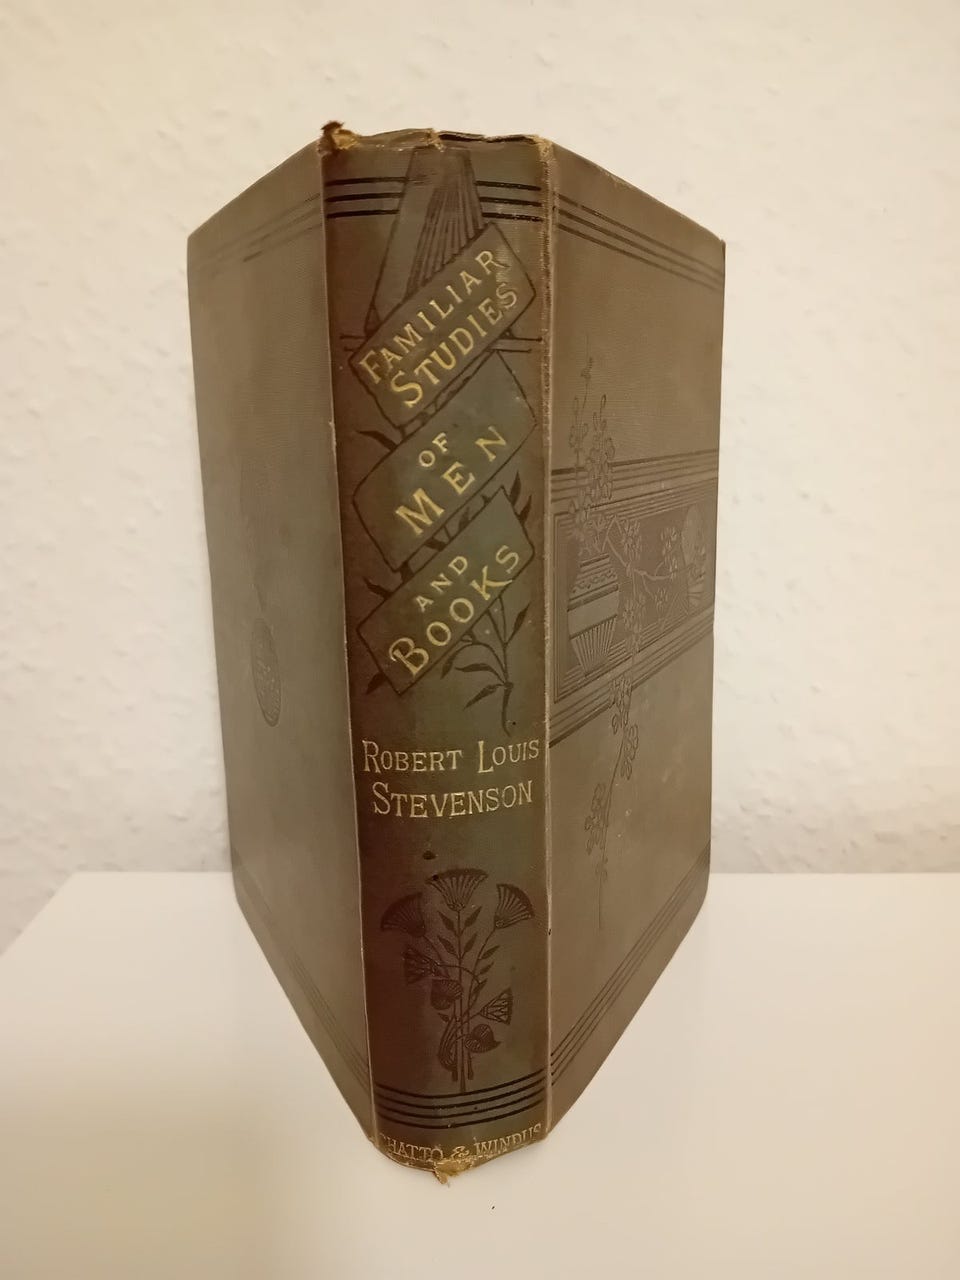 FAMILIAR
STUDIES
OF
MEN
AND
BOOKS
ROBERT LOUIS
STEVENSON
CHATTO & WINDUS